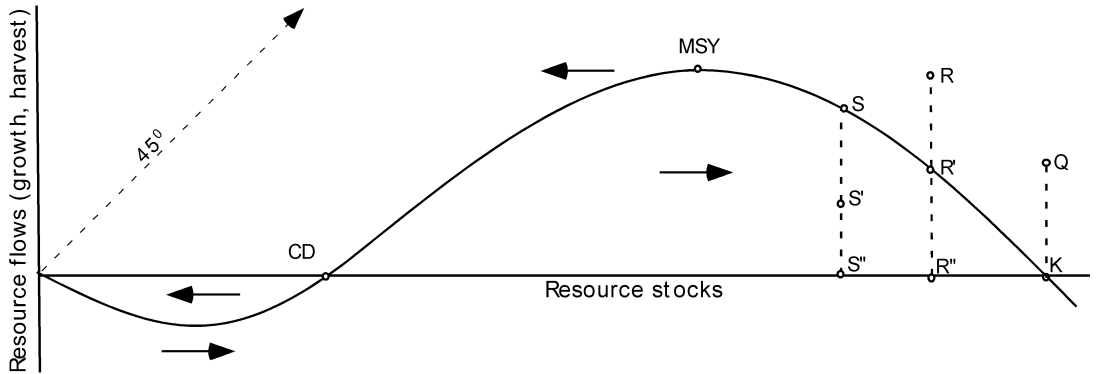 Resource flows (growth, harvest)
45⁰
MSY
S
R
R'
Q
S'
CD
S"
R"
K
Resource stocks